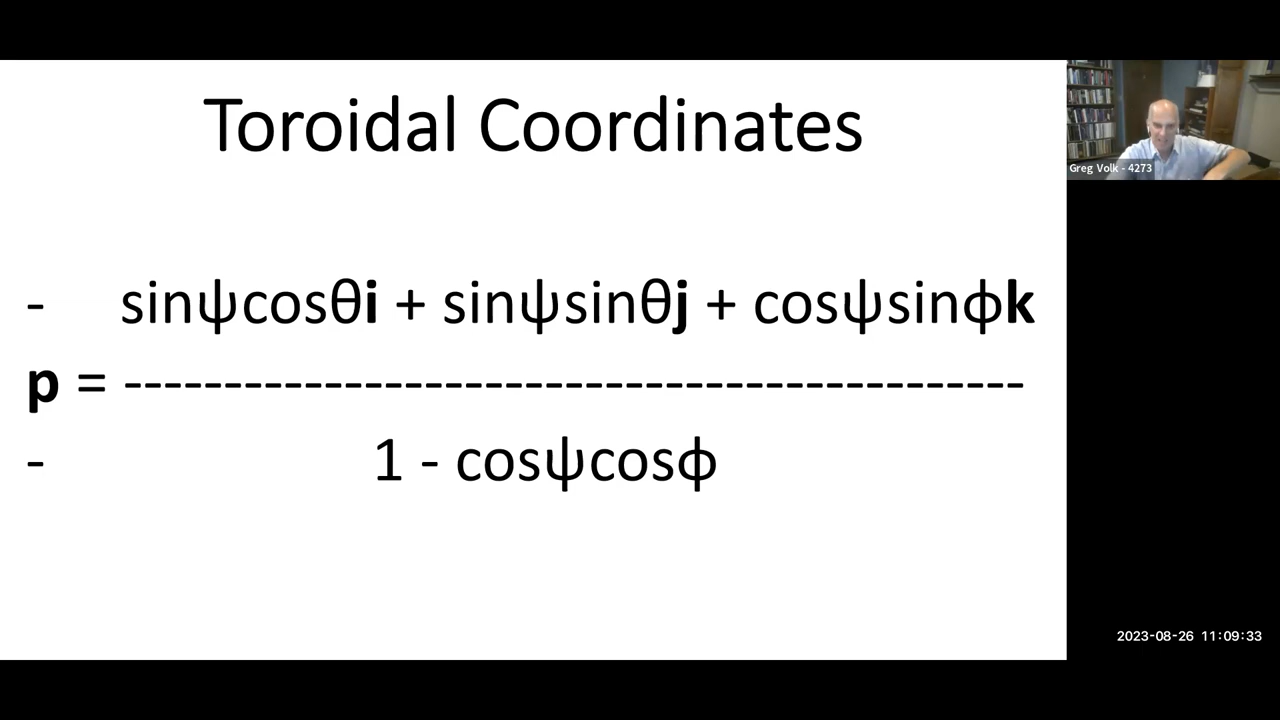 Toroidal Coordinates
- sinψcosθi + sinψsinθj + cosψsinφk
p = ---------------------------------------------
- 1 - cosψcosφ
Greg Volk - 4273
2023-08-26 11:09:33